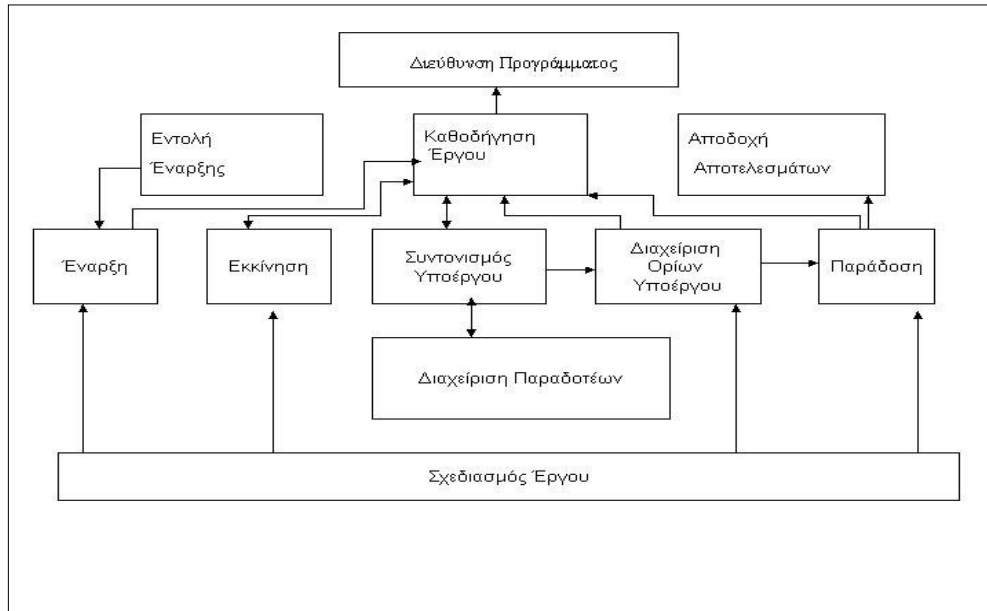 Διεύθυνση Προγράμματος
Εντολή
Έναρξης
Καθοδήγηση
Έργου
Αποδοχή
Αποτελεσμάτων
Έναρξη
Εκκίνηση
Συντονισμός
Υποέργου
Διαχείριση
Ορίων
Υποέργου
Παράδοση
Διαχείριση Παραδοτέων
Σχεδιασμός Έργου